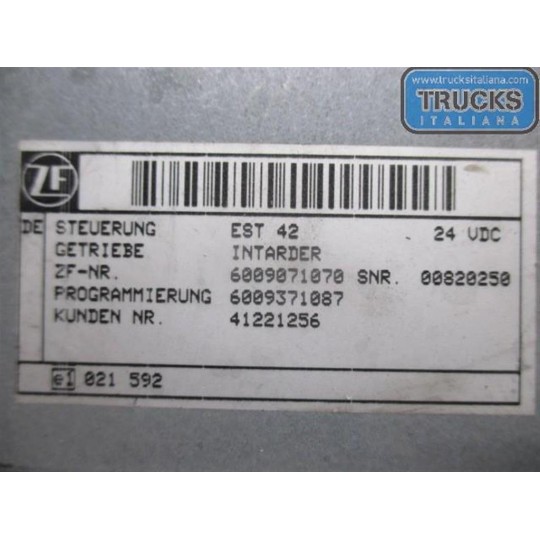 www.trucksitaliana.com
TRUCKS
ITALIANA
ZF
DE STEUERUNG EST 42 24 VDC
GETRIEBE INTARDER
ZF-NR. 6009071070 SNR. 00820250
PROGRAMMIERUNG 6009371087
KUNDEN NR. 41221256
e1 021 592